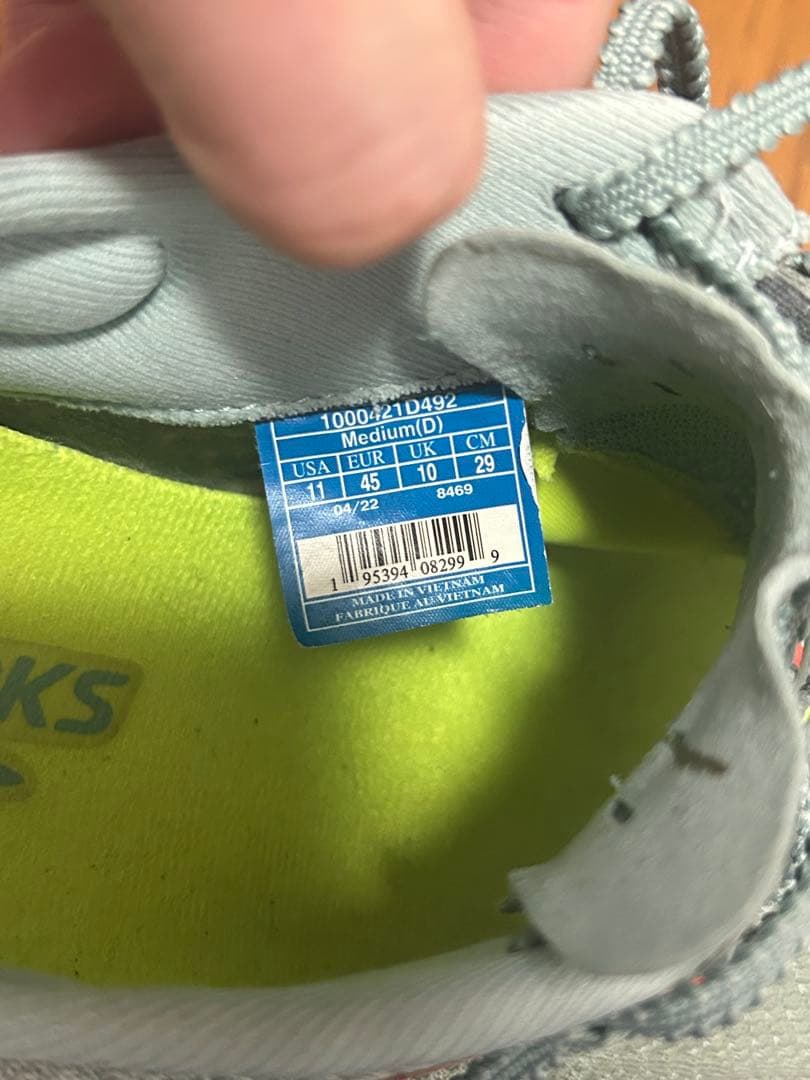 1000421D492
Medium(D)
USA EUR UK CM
11 45 10 29
04/22 8469
1 95394 08299 9
MADE IN VIETNAM
FABRIQUE AU VIETNAM
KS